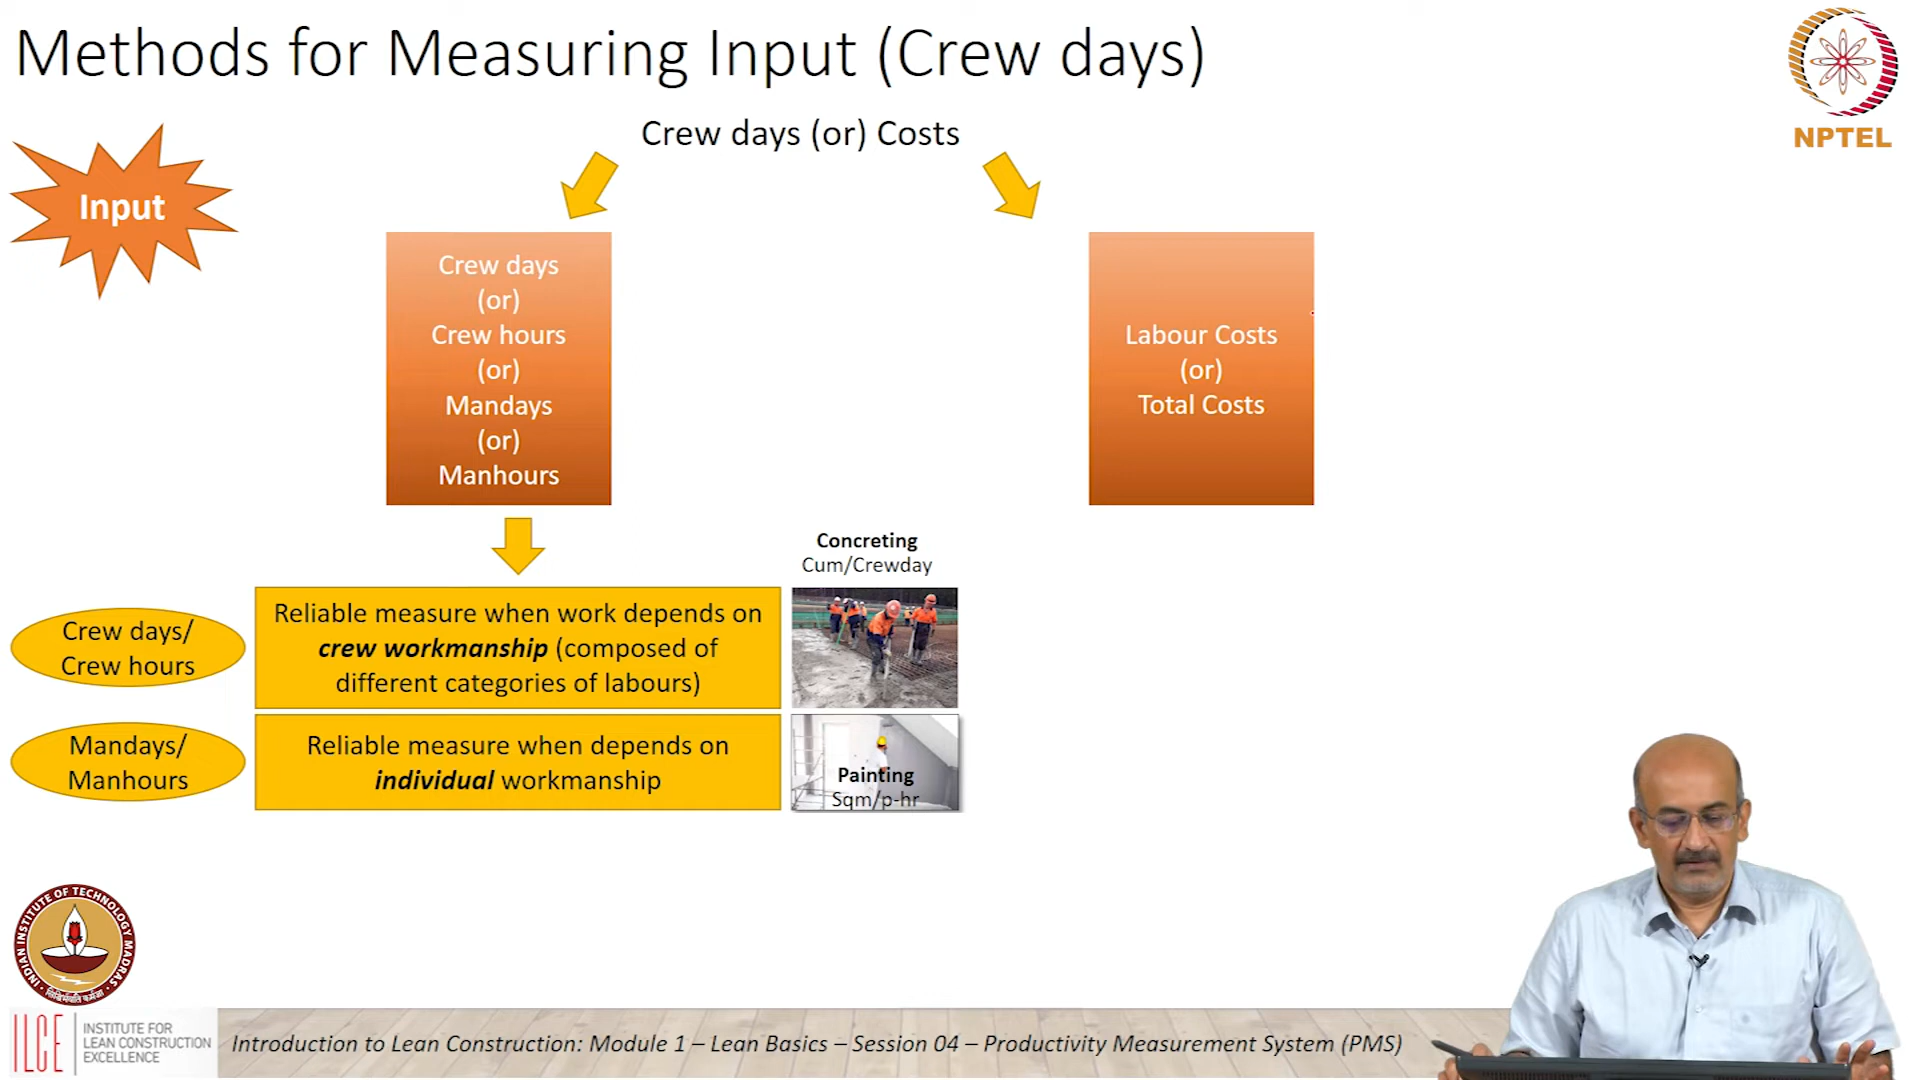 Methods for Measuring Input (Crew days)
NPTEL
Crew days (or) Costs
Input
Crew days
(or)
Crew hours
(or)
Mandays
(or)
Manhours
Labour Costs
(or)
Total Costs
Concreting
Cum/Crewday
Crew days/
Crew hours
Reliable measure when work depends on
crew workmanship (composed of
different categories of labours)
Mandays/
Manhours
Reliable measure when depends on
individual workmanship
Painting
Sqm/p-hr
INDIAN INSTITUTE OF TECHNOLOGY MADRAS
ILCE
INSTITUTE FOR
LEAN CONSTRUCTION
EXCELLENCE
Introduction to Lean Construction: Module 1 – Lean Basics – Session 04 – Productivity Measurement System (PMS)